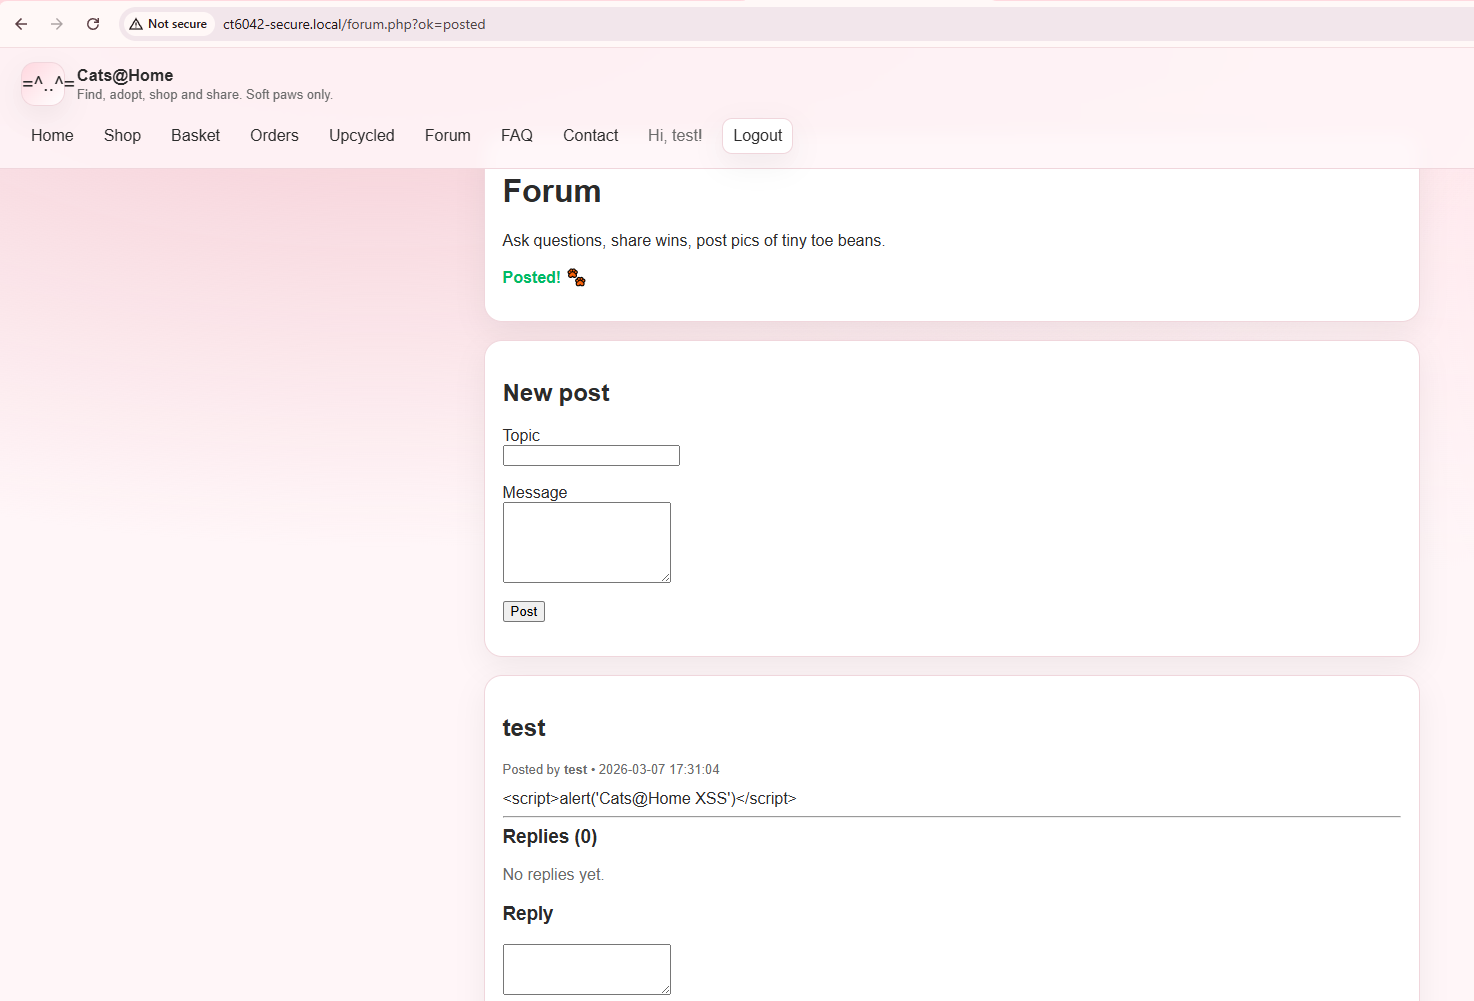 Not secure ct6042-secure.local/forum.php?ok=posted
=^..^= Cats@Home
Find, adopt, shop and share. Soft paws only.
Home Shop Basket Orders Upcycled Forum FAQ Contact Hi, test! Logout
Forum
Ask questions, share wins, post pics of tiny toe beans.
Posted! 🐾
New post
Topic
Message
Post
test
Posted by test • 2026-03-07 17:31:04
<script>alert('Cats@Home XSS')</script>
Replies (0)
No replies yet.
Reply